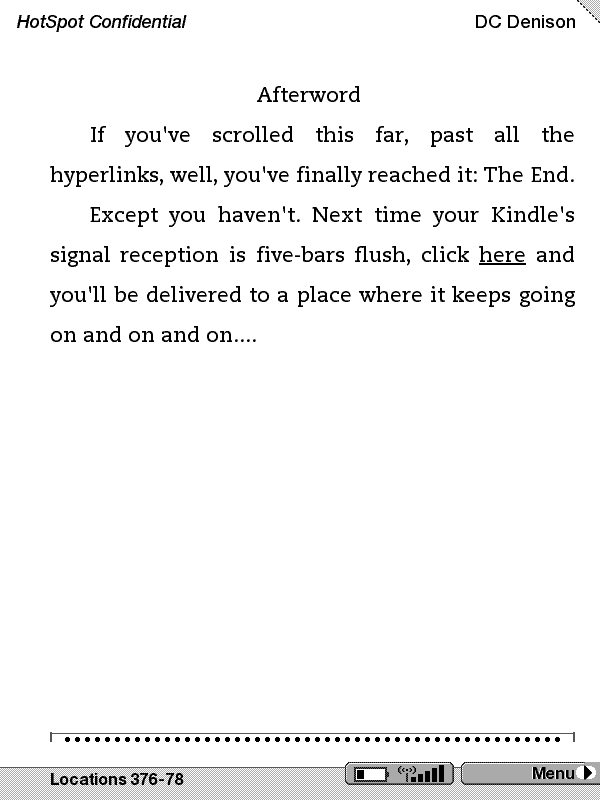 HotSpot Confidential DC Denison
Afterword
If you've scrolled this far, past all the
hyperlinks, well, you've finally reached it: The End.
Except you haven't. Next time your Kindle's
signal reception is five-bars flush, click here and
you'll be delivered to a place where it keeps going
on and on and on....
Locations 376-78 Menu